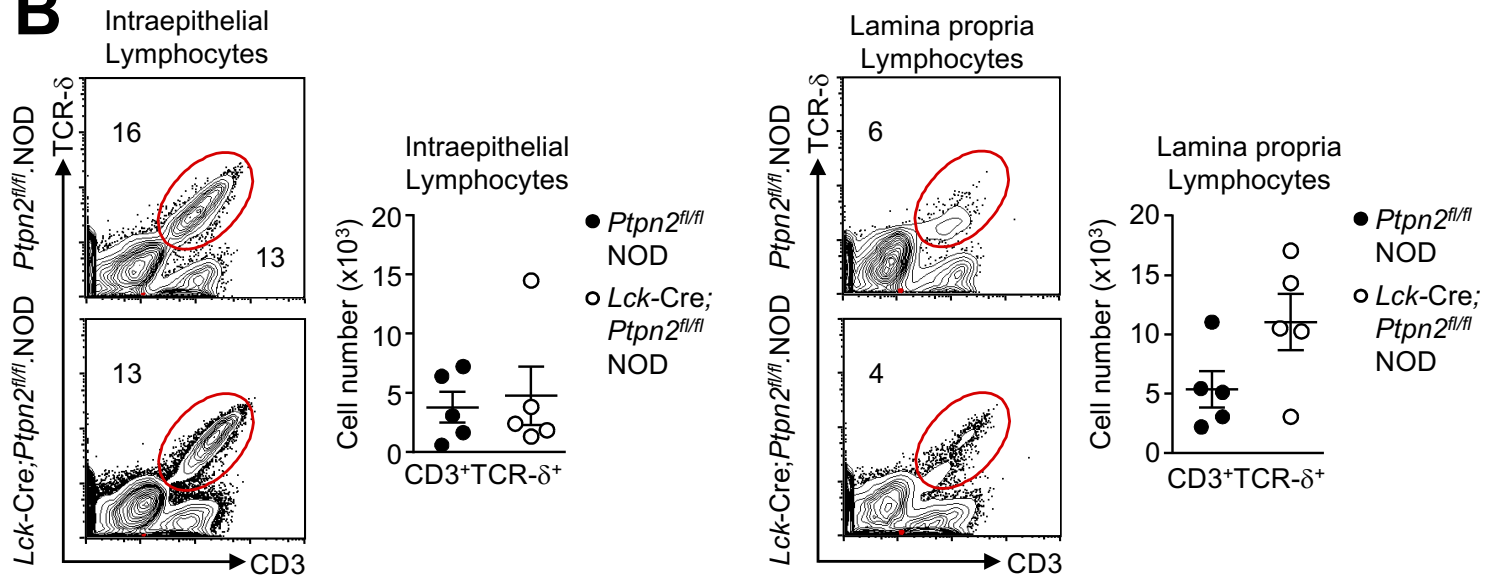 B
Intraepithelial
Lymphocytes
TCR-δ
Ptpn2fl/fl.NOD
16
13
Lck-Cre;Ptpn2fl/fl.NOD
13
CD3
Intraepithelial
Lymphocytes
Cell number (x10³)
20
15
10
5
0
CD3⁺TCR-δ⁺
Ptpn2fl/fl
NOD
Lck-Cre;
Ptpn2fl/fl
NOD
Lamina propria
Lymphocytes
TCR-δ
Ptpn2fl/fl.NOD
6
Lck-Cre;Ptpn2fl/fl.NOD
4
CD3
Lamina propria
Lymphocytes
Cell number (x10³)
20
15
10
5
0
CD3⁺TCR-δ⁺
Ptpn2fl/fl
NOD
Lck-Cre;
Ptpn2fl/fl
NOD